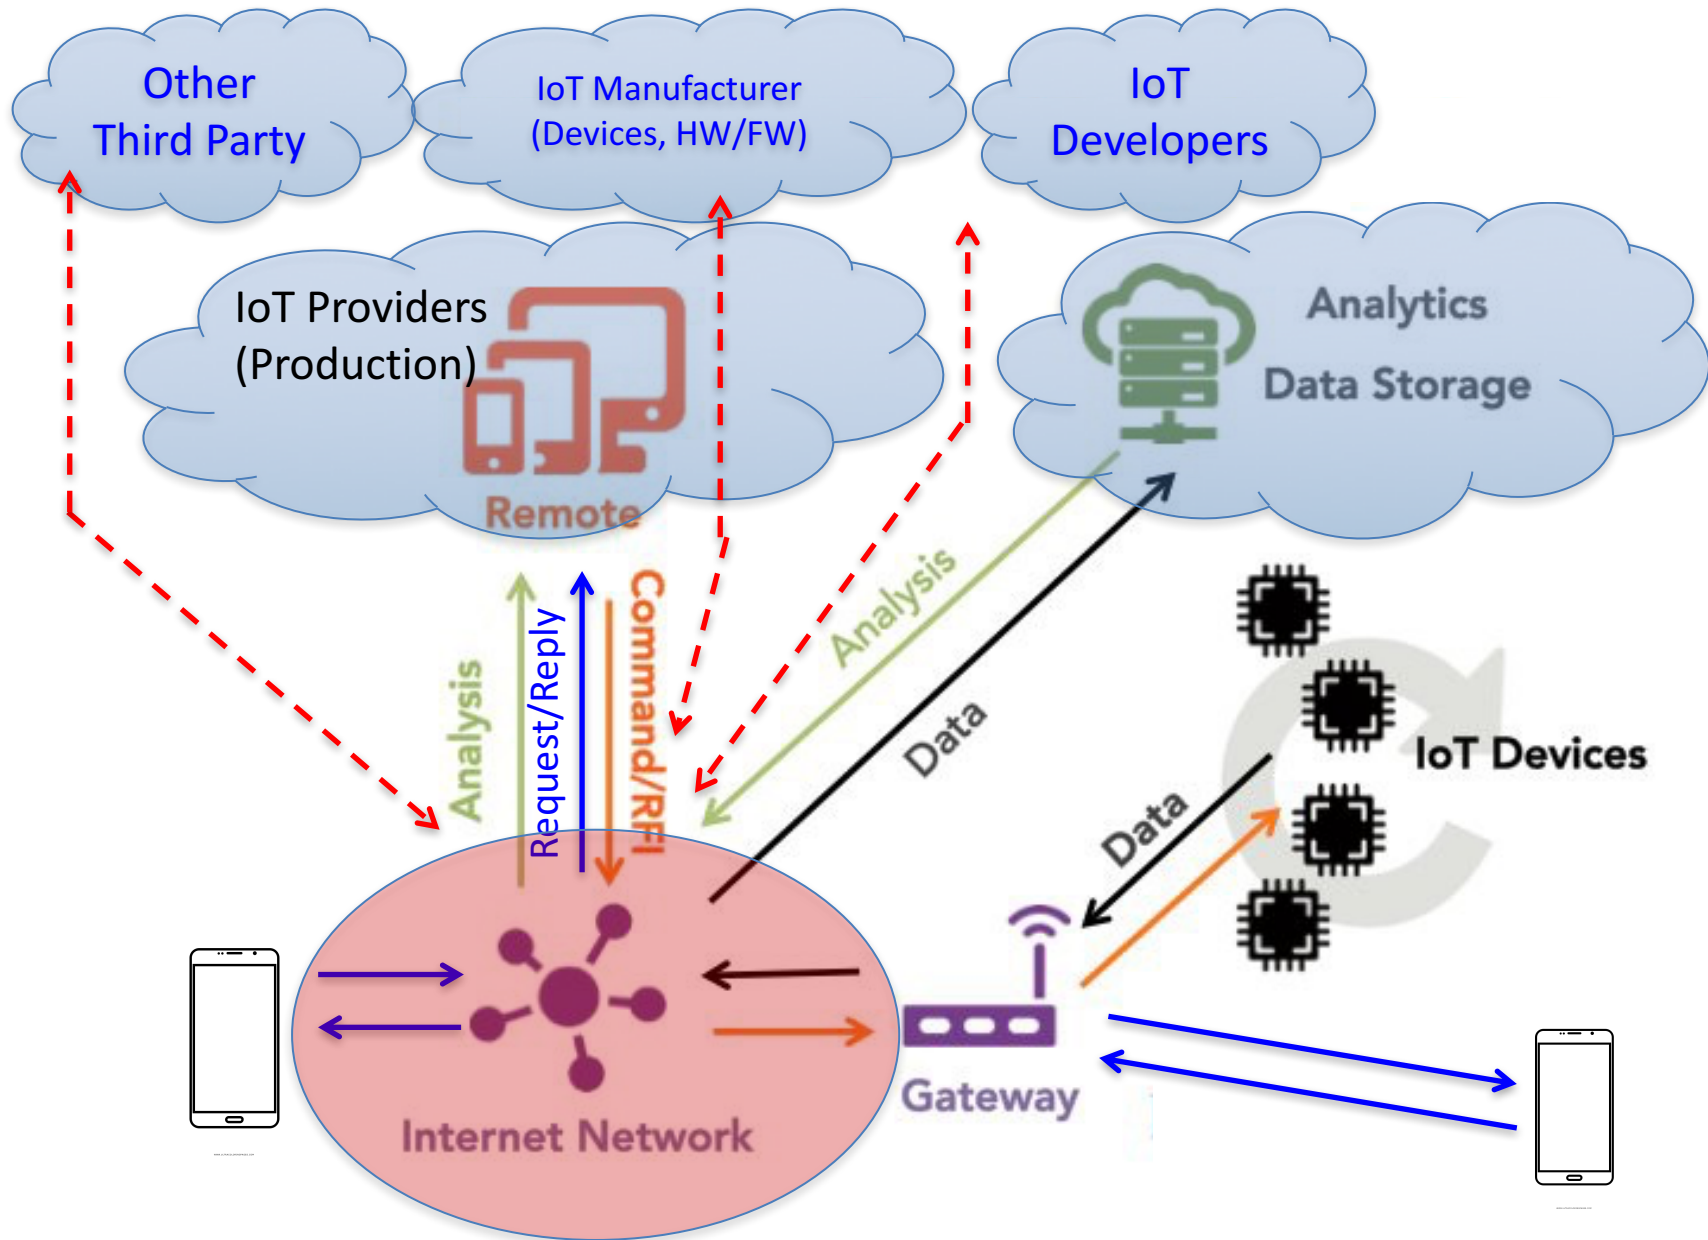 Other
Third Party
IoT Manufacturer
(Devices, HW/FW)
IoT
Developers
IoT Providers
(Production)
Remote
Analytics
Data Storage
Analysis
Request/Reply
Command/RFI
Analysis
Data
Data
IoT Devices
Gateway
Internet Network